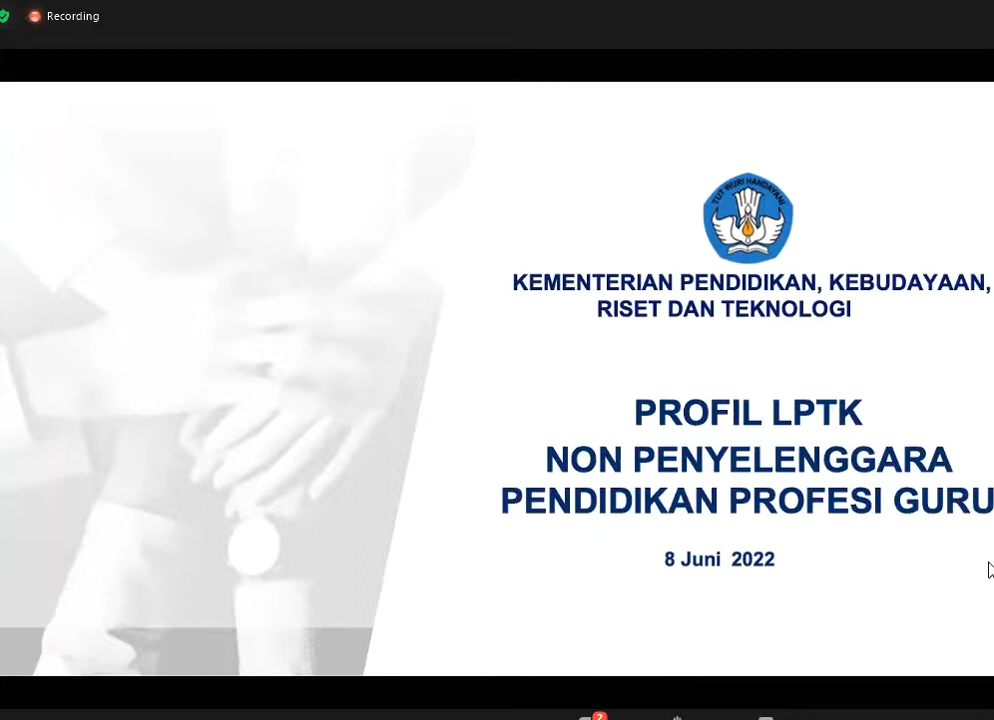 Recording
TUT WURI HANDAYANI
KEMENTERIAN PENDIDIKAN, KEBUDAYAAN,
RISET DAN TEKNOLOGI
PROFIL LPTK
NON PENYELENGGARA
PENDIDIKAN PROFESI GURU
8 Juni 2022
2